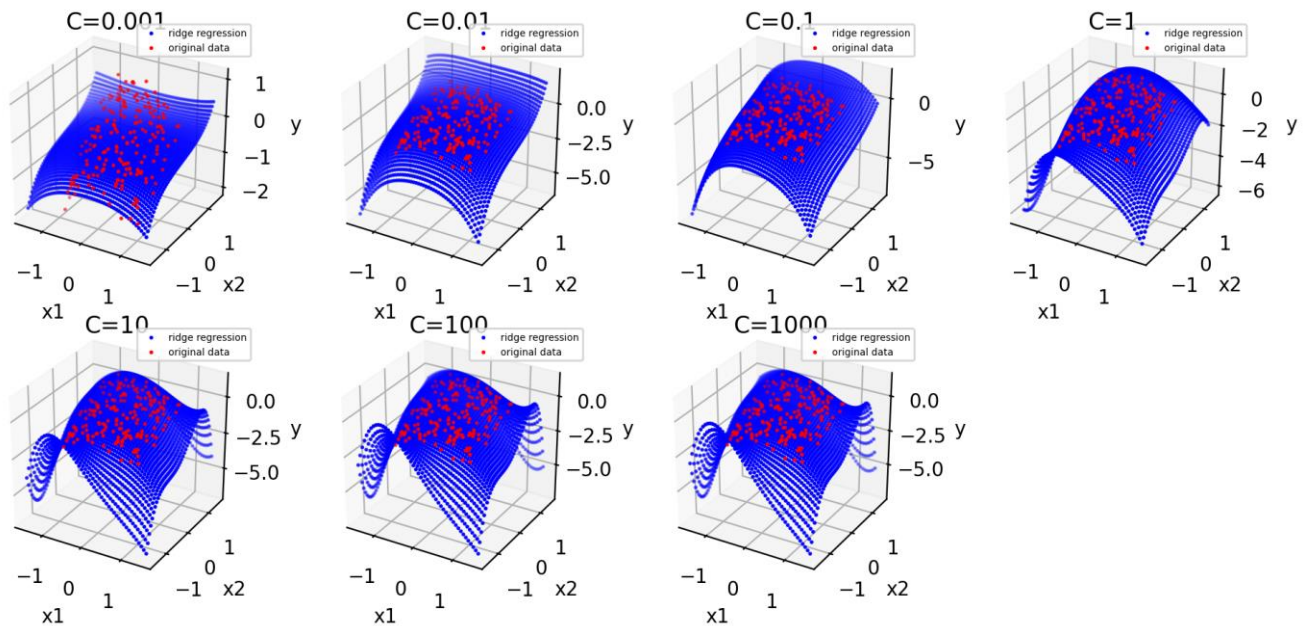 C=0.001
ridge regression
original data
1
0
−1
−2
y
−1
0
1
x1
−1
0
1
x2
C=0.01
ridge regression
original data
0.0
−2.5
−5.0
y
−1
0
1
x1
−1
0
1
x2
C=0.1
ridge regression
original data
0
−5
y
−1
0
1
x1
−1
0
1
x2
C=1
ridge regression
original data
0
−2
−4
−6
y
−1
0
1
x1
−1
0
1
x2
C=10
ridge regression
original data
0.0
−2.5
−5.0
y
−1
0
1
x1
−1
0
1
x2
C=100
ridge regression
original data
0.0
−2.5
−5.0
y
−1
0
1
x1
−1
0
1
x2
C=1000
ridge regression
original data
0.0
−2.5
−5.0
y
−1
0
1
x1
−1
0
1
x2